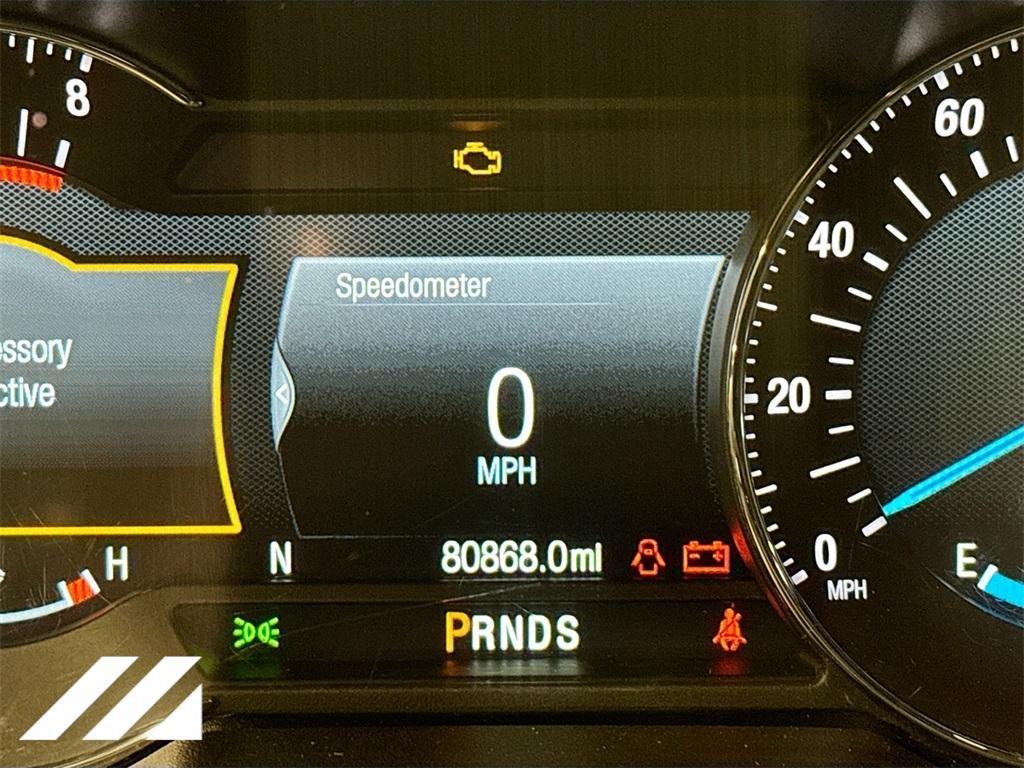 8
60
Speedometer
40
essory
ctive
0
MPH
20
H
N
80868.0mi
0
MPH
E
PRNDS